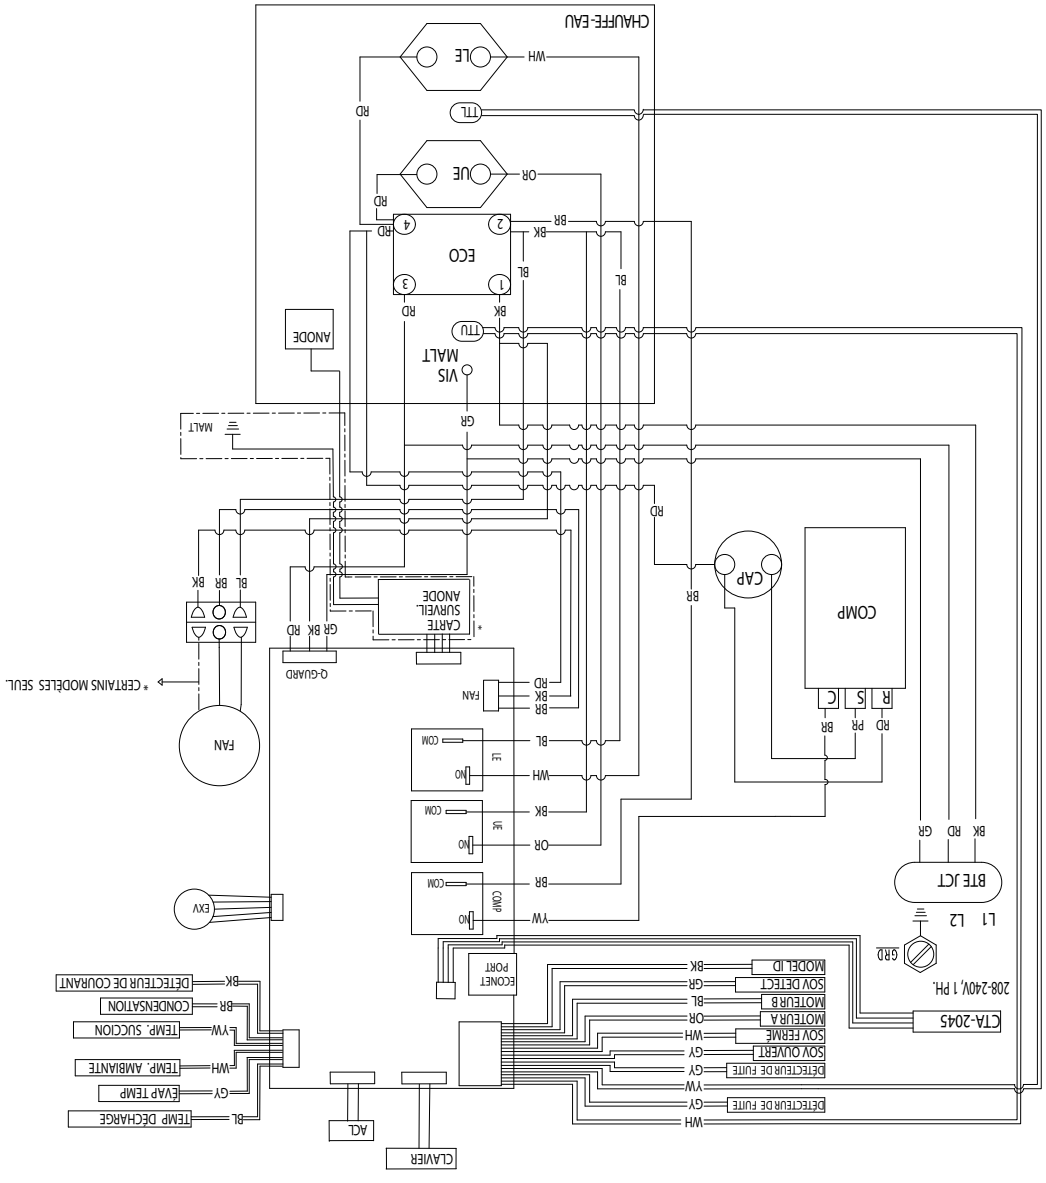 CLAVIER
ACL
WH
BL
TEMP DÉCHARGE
DÉTECTEUR DE FUITE
GY
GY
EVAP TEMP
YW
DÉTECTEUR DE FUITE
GY
WH
TEMP. AMBIANTE
SOV OUVERT
GY
SOV FERMÉ
WH
YW
TEMP. SUCCION
CTA-2045
MOTEUR A
OR
BR
CONDENSATION
MOTEUR B
BL
SOV DETECT
GR
BK
DÉTECTEUR DE COURANT
208-240V, 1 PH.
MODEL ID
BK
ECONET
PORT
GRD
L1
L2
YW
NO
COMP
EXV
BTE JCT
BR
COM
OR
NO
UE
BK
RD
GR
BK
COM
WH
NO
LE
BL
COM
FAN
RD
PR
BR
BR
BK
RD
FAN
R
S
C
Q-GUARD
* CERTAINS MODÈLES SEUL.
GR
BK
RD
*
CARTE
SURVEIL.
ANODE
COMP
BR
CAP
BL
BR
BK
RD
GR
MALT
VIS
MALT
TTU
ANODE
BK
RD
1
3
BL
BL
ECO
BK
RD
BR
2
4
RD
OR
UE
TTL
RD
WH
LE
CHAUFFE-EAU